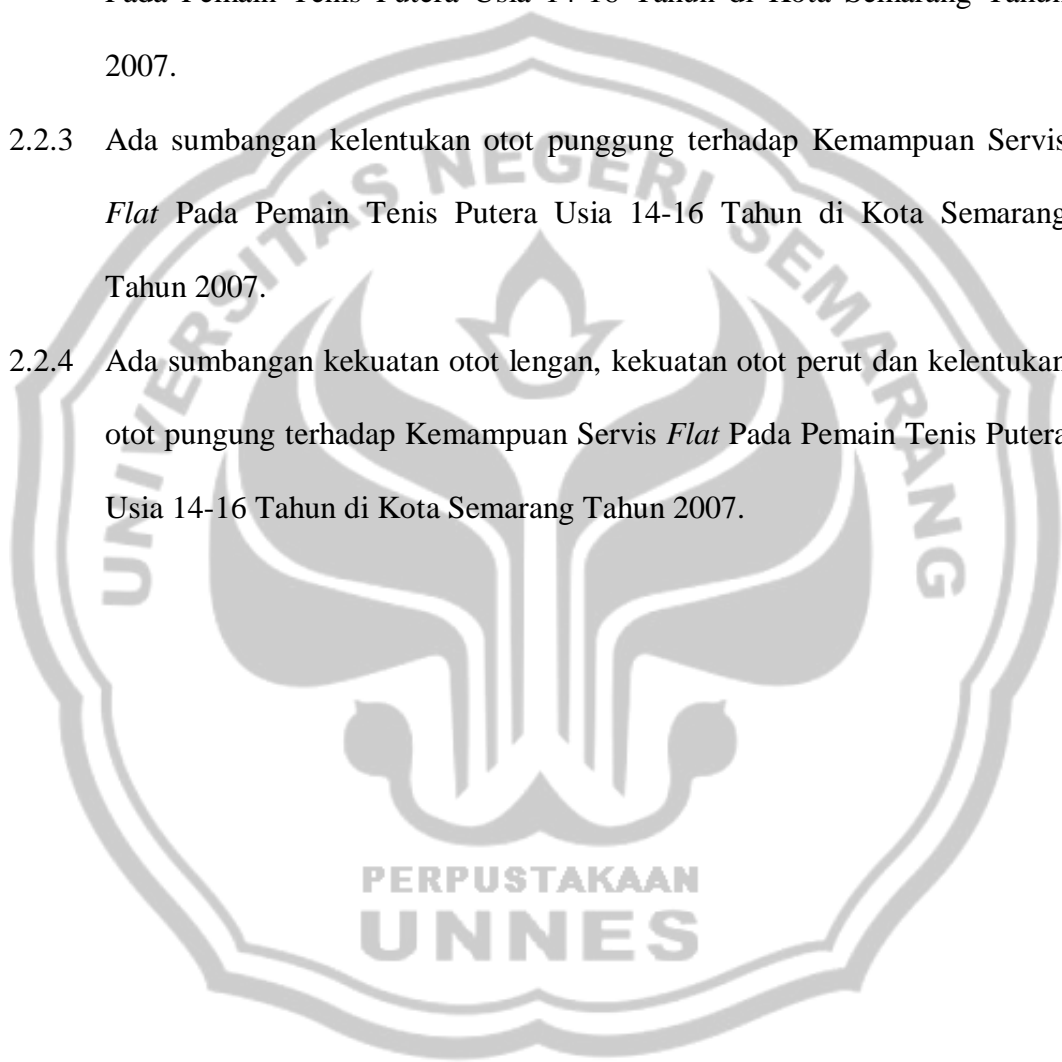 Pada Pemain Tenis Putera Usia 14-16 Tahun di Kota Semarang Tahun
2007.
2.2.3 Ada sumbangan kelentukan otot punggung terhadap Kemampuan Servis
Flat Pada Pemain Tenis Putera Usia 14-16 Tahun di Kota Semarang
Tahun 2007.
2.2.4 Ada sumbangan kekuatan otot lengan, kekuatan otot perut dan kelentukan
otot pungung terhadap Kemampuan Servis Flat Pada Pemain Tenis Putera
Usia 14-16 Tahun di Kota Semarang Tahun 2007.
UNIVERSITAS NEGERI SEMARANG
PERPUSTAKAAN
UNNES